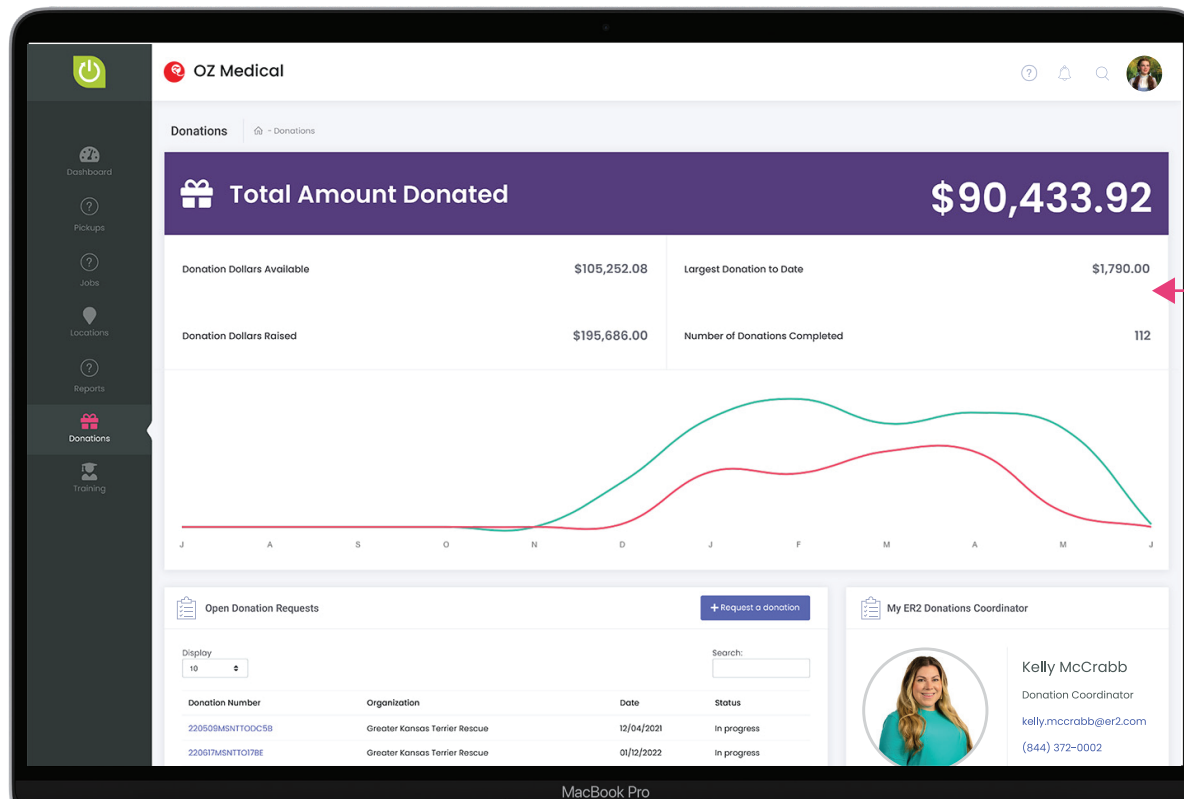 OZ Medical
Dashboard
Pickups
Jobs
Locations
Reports
Donations
Training
Donations - Donations
Total Amount Donated $90,433.92
Donation Dollars Available $105,252.08 Largest Donation to Date $1,790.00
Donation Dollars Raised $195,686.00 Number of Donations Completed 112
J A S O N D J F M A M J
Open Donation Requests + Request a donation
Display Search:
10
Donation Number Organization Date Status
220509MSNTTODC5B Greater Kansas Terrier Rescue 12/04/2021 In progress
220617MSNTTO17BE Greater Kansas Terrier Rescue 01/12/2022 In progress
My ER2 Donations Coordinator
Kelly McCrabb
Donation Coordinator
kelly.mccrabb@er2.com
(844) 372-0002
MacBook Pro